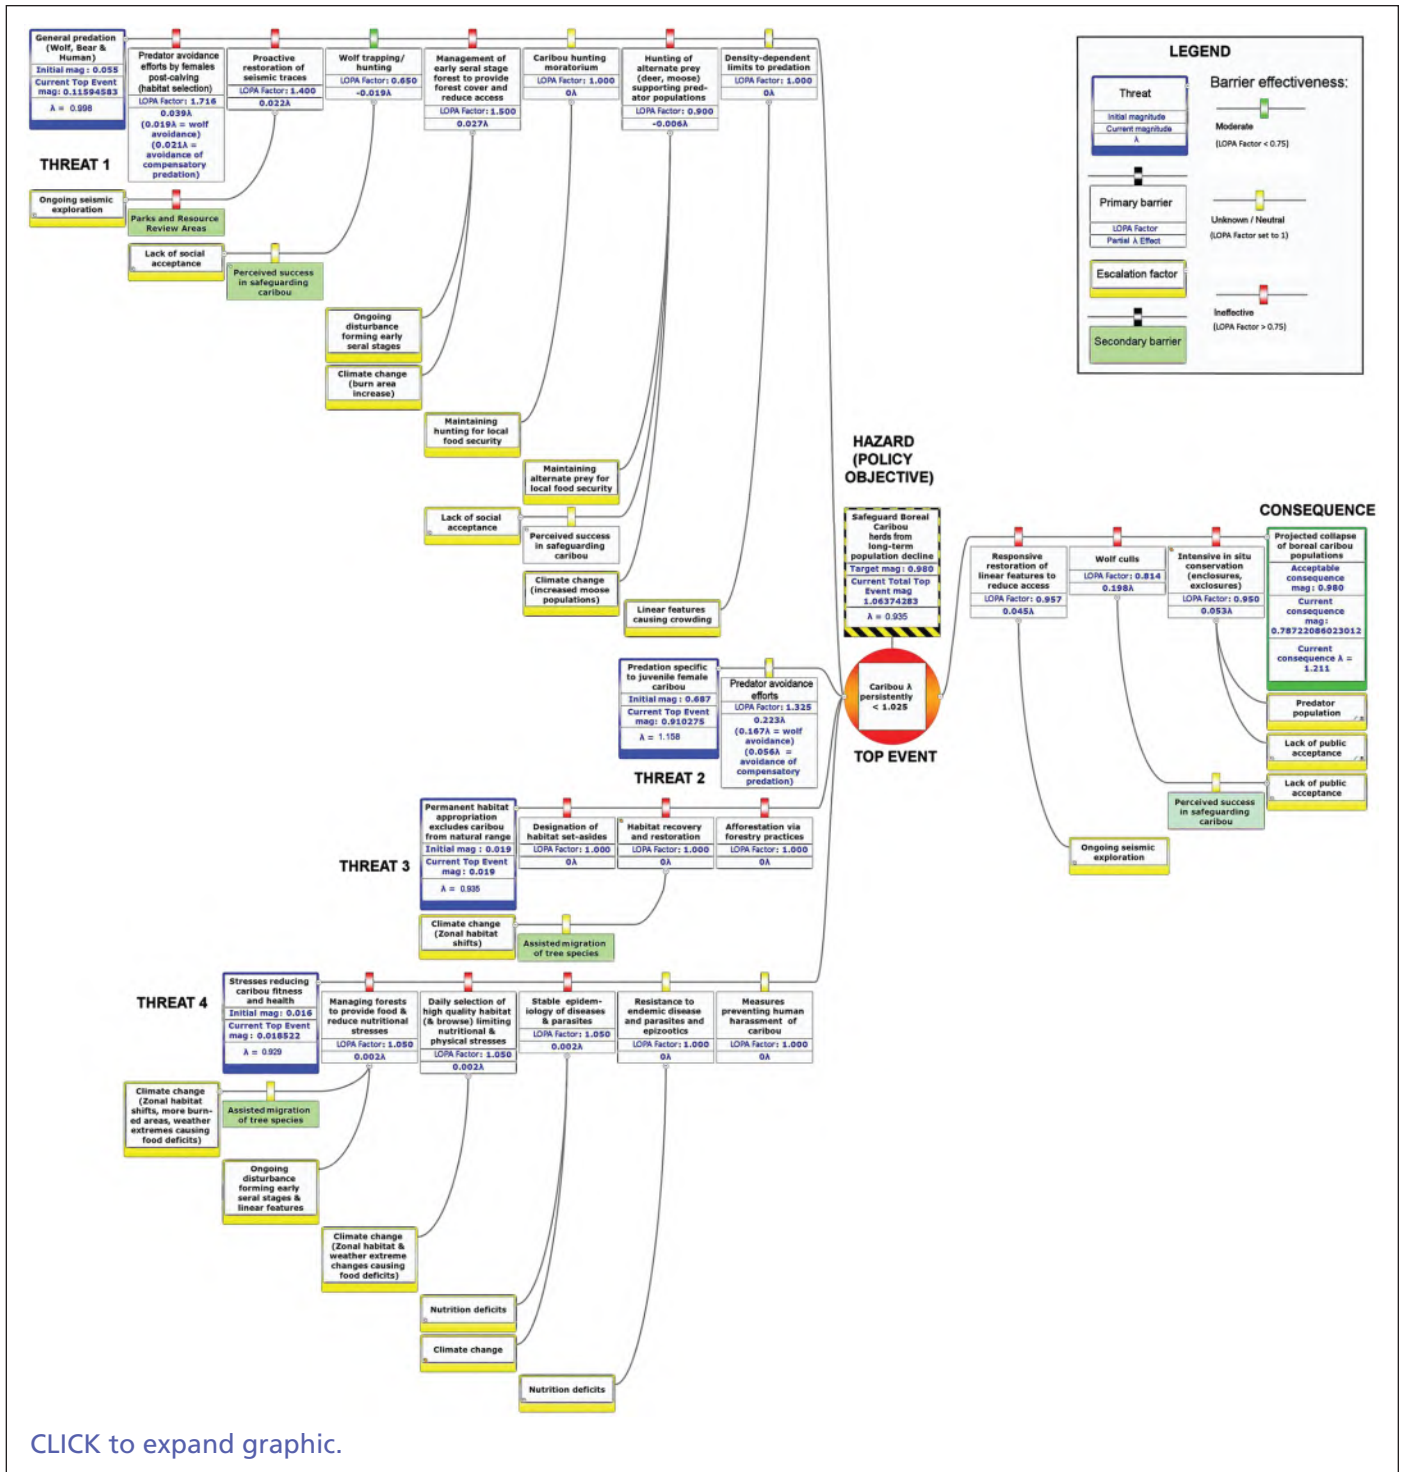 General predation
(Wolf, Bear &
Human)
Initial mag : 0.055
Current Top Event
mag: 0.11594583
λ = 0.998
THREAT 1
Predator avoidance
efforts by females
post-calving
(habitat selection)
LOPA Factor: 1.716
0.039λ
(0.019λ = wolf
avoidance)
(0.021λ =
avoidance of
compensatory
predation)
Proactive
restoration of
seismic traces
LOPA Factor: 1.400
0.022λ
Wolf trapping/
hunting
LOPA Factor: 0.650
-0.019λ
Management of
early seral stage
forest to provide
forest cover and
reduce access
LOPA Factor: 1.500
0.027λ
Caribou hunting
moratorium
LOPA Factor: 1.000
0λ
Hunting of
alternate prey
(deer, moose)
supporting pred-
ator populations
LOPA Factor: 0.900
-0.006λ
Density-dependent
limits to predation
LOPA Factor: 1.000
0λ
Ongoing seismic
exploration
Parks and Resource
Review Areas
Lack of social
acceptance
Perceived success
in safeguarding
caribou
Ongoing
disturbance
forming early
seral stages
Climate change
(burn area
increase)
Maintaining
hunting for local
food security
Maintaining
alternate prey for
local food security
Lack of social
acceptance
Perceived success
in safeguarding
caribou
Climate change
(increased moose
populations)
Linear features
causing crowding
LEGEND
Threat
Initial magnitude
Current magnitude
λ
Primary barrier
LOPA Factor
Partial λ Effect
Escalation factor
Secondary barrier
Barrier effectiveness:
Moderate
(LOPA Factor < 0.75)
Unknown / Neutral
(LOPA Factor set to 1)
Ineffective
(LOPA Factor > 0.75)
HAZARD
(POLICY
OBJECTIVE)
Safeguard Boreal
Caribou
herds from
long-term
population decline
Target mag: 0.980
Current Total Top
Event mag
1.06374283
λ = 0.935
Caribou λ
persistently
< 1.025
TOP EVENT
Responsive
restoration of
linear features to
reduce access
LOPA Factor: 0.957
0.045λ
Wolf culls
LOPA Factor: 0.814
0.198λ
Intensive in situ
conservation
(enclosures,
exclosures)
LOPA Factor: 0.950
0.053λ
CONSEQUENCE
Projected collapse
of boreal caribou
populations
Acceptable
consequence
mag: 0.980
Current
consequence
mag:
0.78722086023012
Current
consequence λ =
1.211
Predator
population
Lack of public
acceptance
Lack of public
acceptance
Perceived success
in safeguarding
caribou
Ongoing seismic
exploration
Predation specific
to juvenile female
caribou
Initial mag : 0.687
Current Top Event
mag: 0.910275
λ = 1.158
THREAT 2
Predator avoidance
efforts
LOPA Factor: 1.325
0.223λ
(0.167λ = wolf
avoidance)
(0.056λ =
avoidance of
compensatory
predation)
THREAT 3
Permanent habitat
appropriation
excludes caribou
from natural range
Initial mag : 0.019
Current Top Event
mag : 0.019
λ = 0.935
Designation of
habitat set-asides
LOPA Factor: 1.000
0λ
Habitat recovery
and restoration
LOPA Factor: 1.000
0λ
Afforestation via
forestry practices
LOPA Factor: 1.000
0λ
Climate change
(Zonal habitat
shifts)
Assisted migration
of tree species
THREAT 4
Stresses reducing
caribou fitness
and health
Initial mag : 0.016
Current Top Event
mag : 0.018522
λ = 0.929
Managing forests
to provide food &
reduce nutritional
stresses
LOPA Factor: 1.050
0.002λ
Daily selection of
high quality habitat
(& browse) limiting
nutritional &
physical stresses
LOPA Factor: 1.050
0.002λ
Stable epidem-
iology of diseases
& parasites
LOPA Factor: 1.050
0.002λ
Resistance to
endemic disease
and parasites and
epizootics
LOPA Factor: 1.000
0λ
Measures
preventing human
harassment of
caribou
LOPA Factor: 1.000
0λ
Climate change
(Zonal habitat
shifts, more burn-
ed areas, weather
extremes causing
food deficits)
Assisted migration
of tree species
Ongoing
disturbance
forming early
seral stages &
linear features
Climate change
(Zonal habitat &
weather extreme
changes causing
food deficits)
Nutrition deficits
Climate change
Nutrition deficits
CLICK to expand graphic.